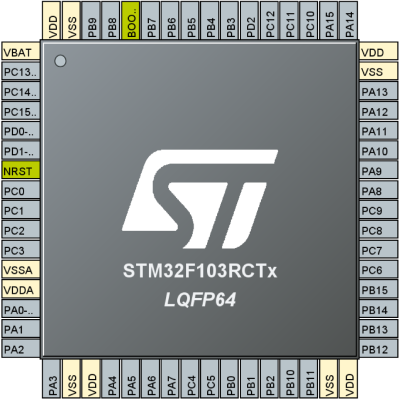 VDD
VSS
PB9
PB8
BOO..
PB7
PB6
PB5
PB4
PB3
PD2
PC12
PC11
PC10
PA15
PA14
VBAT
PC13..
PC14..
PC15..
PD0-..
PD1-..
NRST
PC0
PC1
PC2
PC3
VSSA
VDDA
PA0-..
PA1
PA2
ST
STM32F103RCTx
LQFP64
VDD
VSS
PA13
PA12
PA11
PA10
PA9
PA8
PC9
PC8
PC7
PC6
PB15
PB14
PB13
PB12
PA3
VSS
VDD
PA4
PA5
PA6
PA7
PC4
PC5
PB0
PB1
PB2
PB10
PB11
VSS
VDD